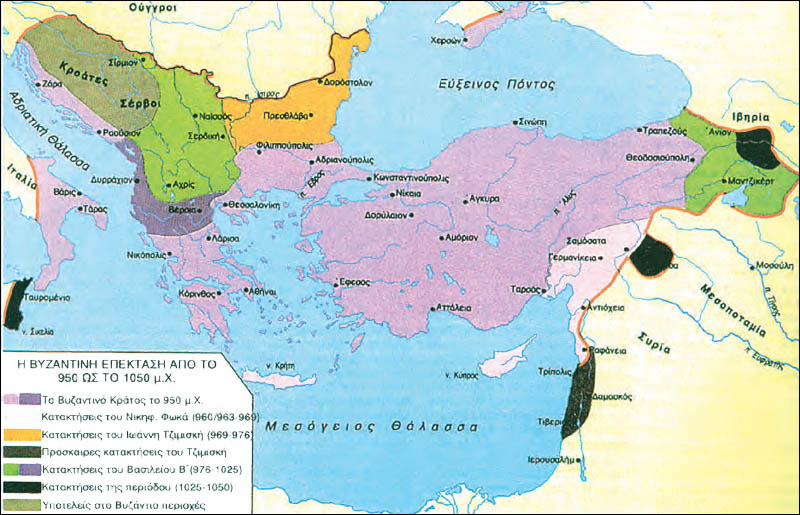 Ούγγροι
Χερσών
Σίρμιον
Κροάτες
Δορόστολον
Εύξεινος Πόντος
Ζάρα
Σέρβοι
π. Ίστρος
Ναϊσός
Πρεσθλάβα
Ιβηρία
Αδριατική Θάλασσα
Ραούσιον
Σερδική
Σινώπη
Τραπεζούς
Άνιον
Φιλιππούπολις
Αδριανούπολις
Θεοδοσιούπολη
Ιταλία
Δυρράχιον
Αχρίς
π. Έβρος
Κωνσταντινούπολις
Μαντζικέρτ
Βάρις
Νίκαια
Άγκυρα
π. Άλυς
Τάρας
Βέροια
Θεσσαλονίκη
Δορύλαιον
Λάρισα
Αμόριον
Σαμόσατα
Νικόπολις
Γερμανίκεια
Μοσούλη
Έφεσος
Ταρσός
Μεσοποταμία
π. Τίγρης
Ταυρομένιο
Κόρινθος
Αθήναι
Αττάλεια
Αντιόχεια
ν. Σικελία
Συρία
π. Ευφράτης
Ραφάνεια
ν. Κρήτη
ν. Κύπρος
Τρίπολις
Δαμασκός
Μεσόγειος Θάλασσα
Τιβερι
Ιερουσαλήμ
Η ΒΥΖΑΝΤΙΝΗ ΕΠΕΚΤΑΣΗ ΑΠΟ ΤΟ
950 ΩΣ ΤΟ 1050 μ.Χ.
Το Βυζαντινό Κράτος το 950 μ.Χ.
Κατακτήσεις του Νικηφ. Φωκά (960/963-969)
Κατακτήσεις του Ιωάννη Τζιμισκή (969-976)
Πρόσκαιρες κατακτήσεις του Τζιμισκή
Κατακτήσεις του Βασιλείου Β΄(976-1025)
Κατακτήσεις της περιόδου (1025-1050)
Υποτελείς στο Βυζάντιο περιοχές